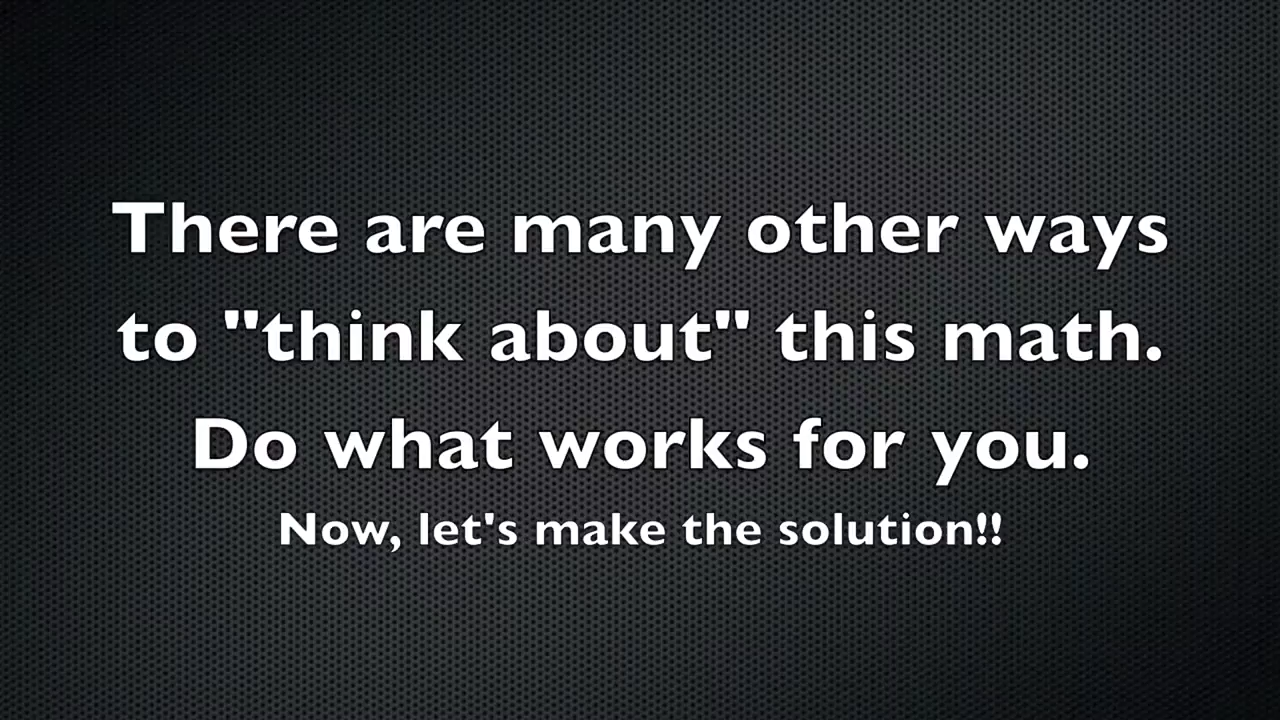 There are many other ways
to "think about" this math.
Do what works for you.
Now, let's make the solution!!